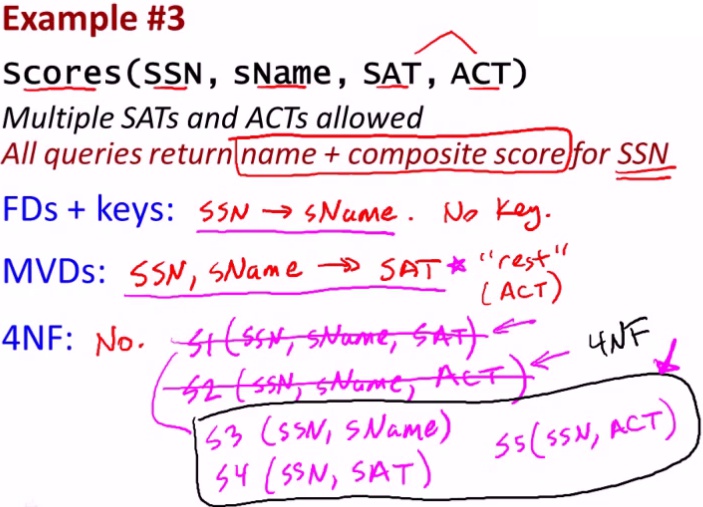 Example #3
Scores(SSN, sName, SAT, ACT)
Multiple SATs and ACTs allowed
All queries return name + composite score for SSN
FDs + keys: SSN → sName. No key.
MVDs: SSN, sName ↠ SAT ★ "rest"
(ACT)
4NF: No. S1(SSN, sName, SAT) ← 4NF
S2 (SSN, sName, ACT) ←
S3 (SSN, sName) S5(SSN, ACT)
S4 (SSN, SAT)